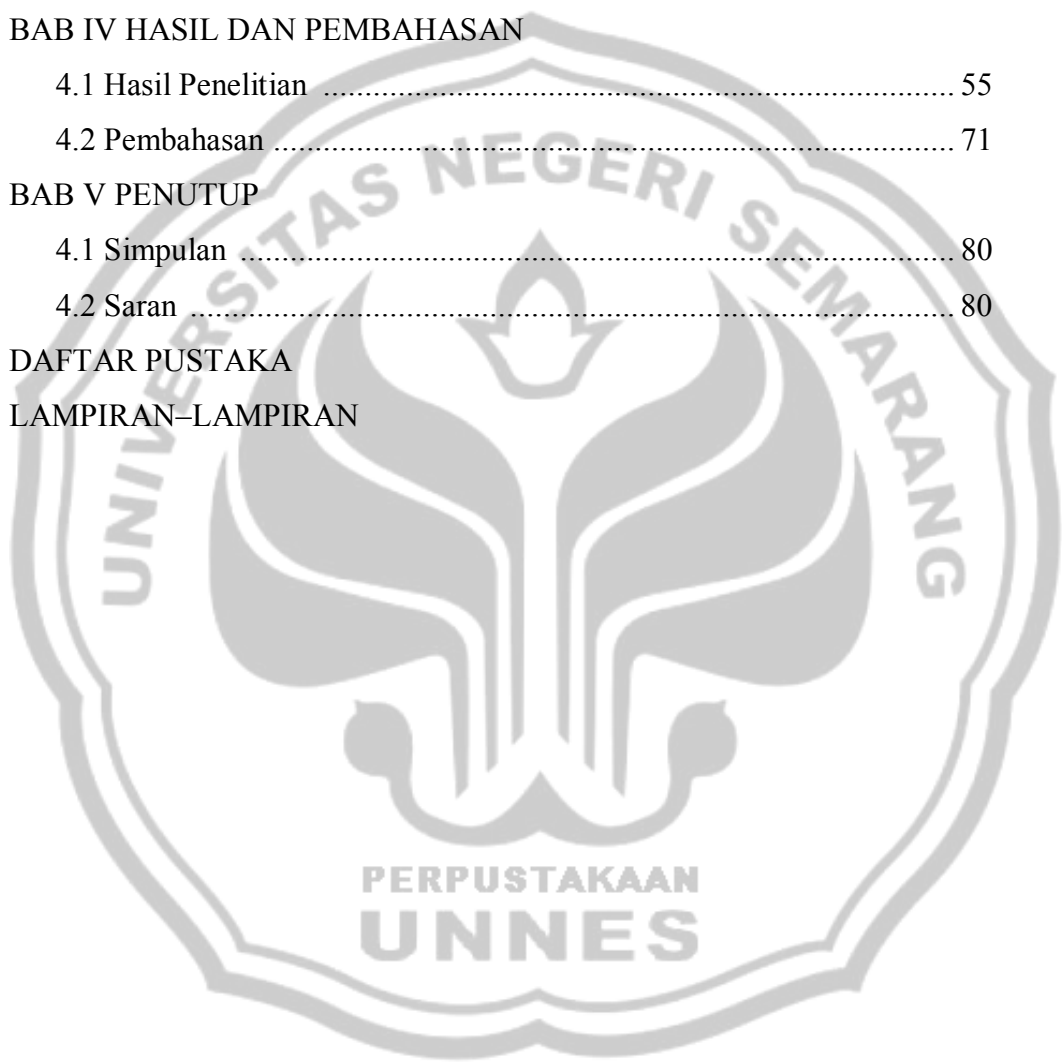 BAB IV HASIL DAN PEMBAHASAN
4.1 Hasil Penelitian ............................................................................... 55
4.2 Pembahasan ..................................................................................... 71
BAB V PENUTUP
4.1 Simpulan ......................................................................................... 80
4.2 Saran ............................................................................................... 80
DAFTAR PUSTAKA
LAMPIRAN–LAMPIRAN
UNIVERSITAS NEGERI SEMARANG
PERPUSTAKAAN
UNNES